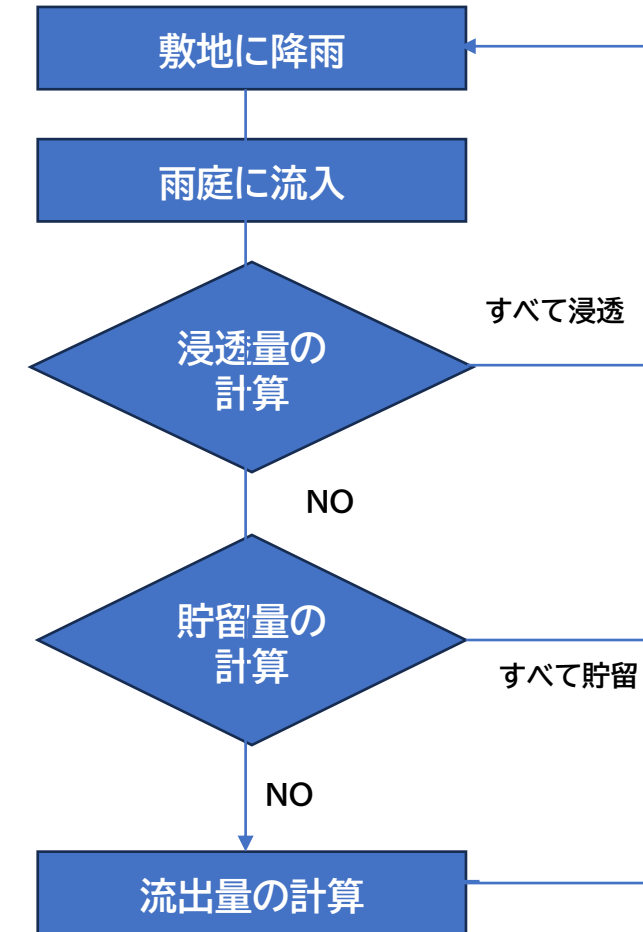 敷地に降雨
雨庭に流入
すべて浸透
浸透量の
計算
NO
貯留量の
計算
すべて貯留
NO
流出量の計算